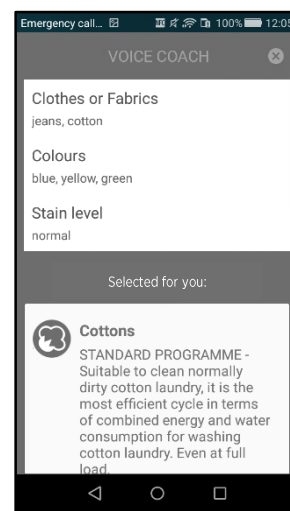 Emergency call... 100% 12:05
VOICE COACH
Clothes or Fabrics
jeans, cotton
Colours
blue, yellow, green
Stain level
normal
Selected for you:
Cottons
STANDARD PROGRAMME -
Suitable to clean normally
dirty cotton laundry, it is the
most efficient cycle in terms
of combined energy and water
consumption for washing
cotton laundry. Even at full
load.